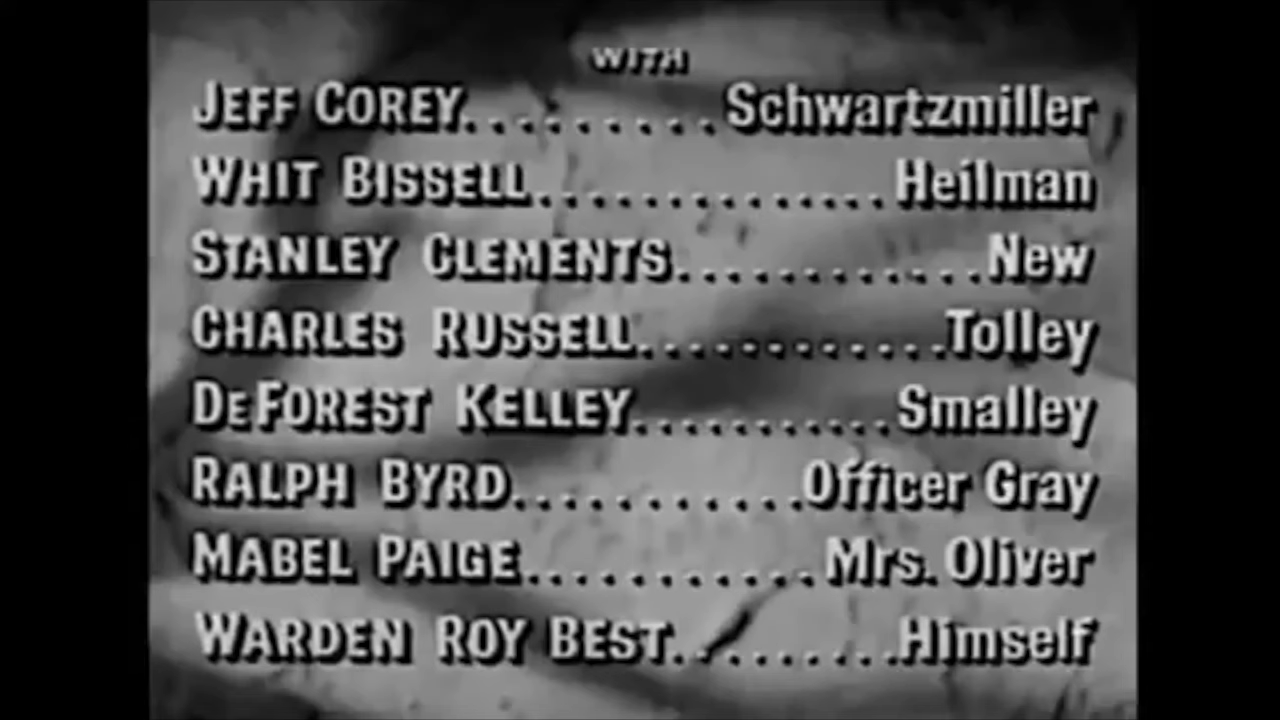 WITH
JEFF COREY.........Schwartzmiller
WHIT BISSELL..............Heilman
STANLEY CLEMENTS............New
CHARLES RUSSELL............Tolley
DEFOREST KELLEY...........Smalley
RALPH BYRD...........Officer Gray
MABEL PAIGE...........Mrs. Oliver
WARDEN ROY BEST.........Himself